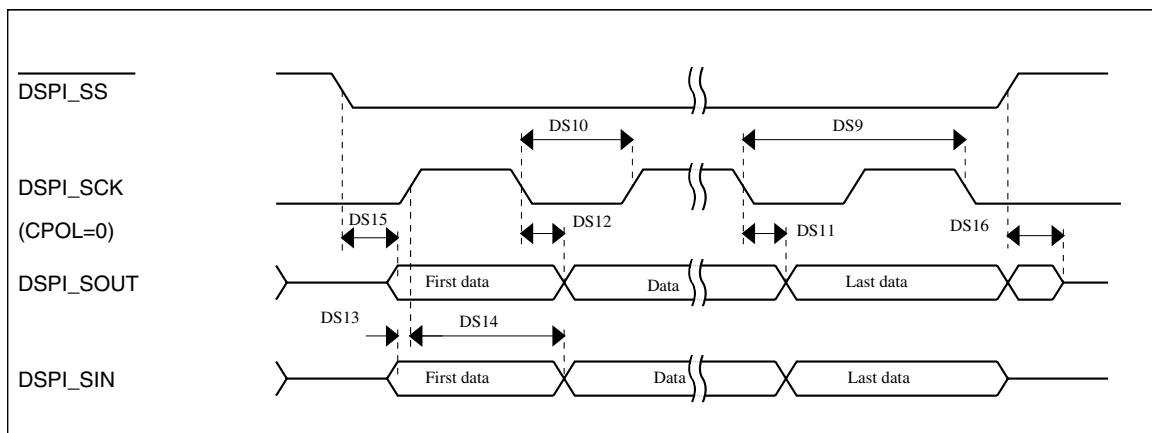 DSPI_SS
DS10
DS9
DSPI_SCK
(CPOL=0)
DS15
DS12
DS11
DS16
DSPI_SOUT
First data
Data
Last data
DS13
DS14
DSPI_SIN
First data
Data
Last data